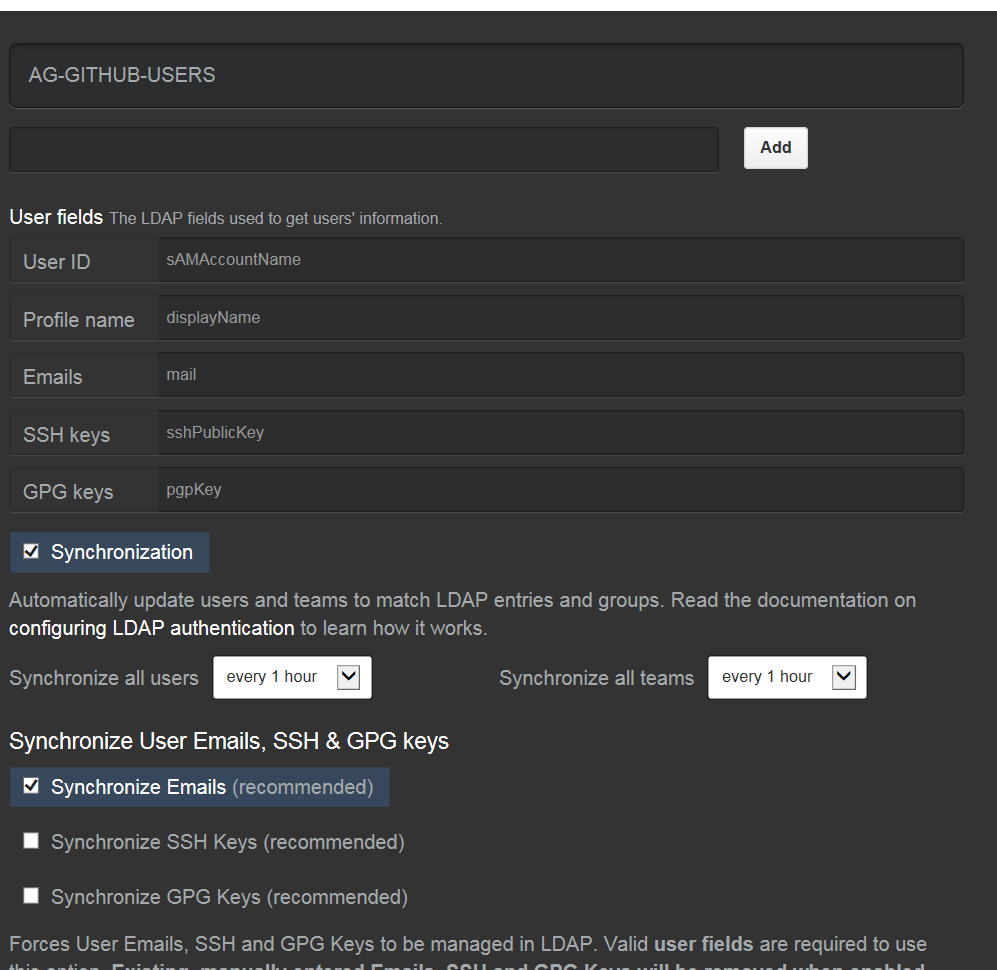 AG-GITHUB-USERS
Add
User fields The LDAP fields used to get users' information.
User ID sAMAccountName
Profile name displayName
Emails mail
SSH keys sshPublicKey
GPG keys pgpKey
Synchronization
Automatically update users and teams to match LDAP entries and groups. Read the documentation on
configuring LDAP authentication to learn how it works.
Synchronize all users every 1 hour Synchronize all teams every 1 hour
Synchronize User Emails, SSH & GPG keys
Synchronize Emails (recommended)
Synchronize SSH Keys (recommended)
Synchronize GPG Keys (recommended)
Forces User Emails, SSH and GPG Keys to be managed in LDAP. Valid user fields are required to use
this option. Existing, manually entered Emails, SSH and GPG Keys will be removed when enabled